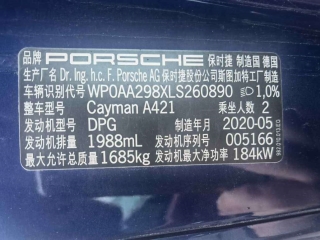 品牌 PORSCHE 保时捷 制造国 德国
生产厂名 Dr. Ing. h.c. F. Porsche AG 保时捷股份公司斯图加特工厂制造
车辆识别代号 WP0AA298XLS260890 1,0%
整车型号 Cayman A421 乘坐人数 2
发动机型号 DPG 制造年月 2020-05
发动机排量 1988mL 发动机序列号 005166
最大允许总质量 1685kg 发动机最大净功率 184kW